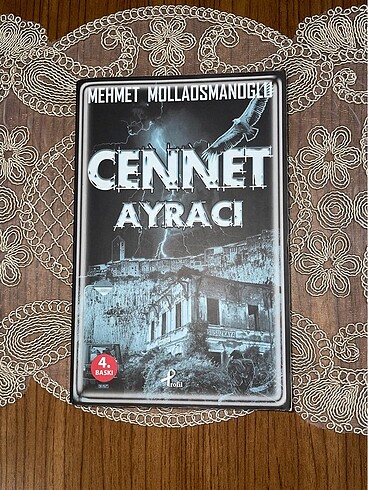 MEHMET MOLLAOSMANOĞLU
CENNET
AYRACI
4.
BASKI
Profil